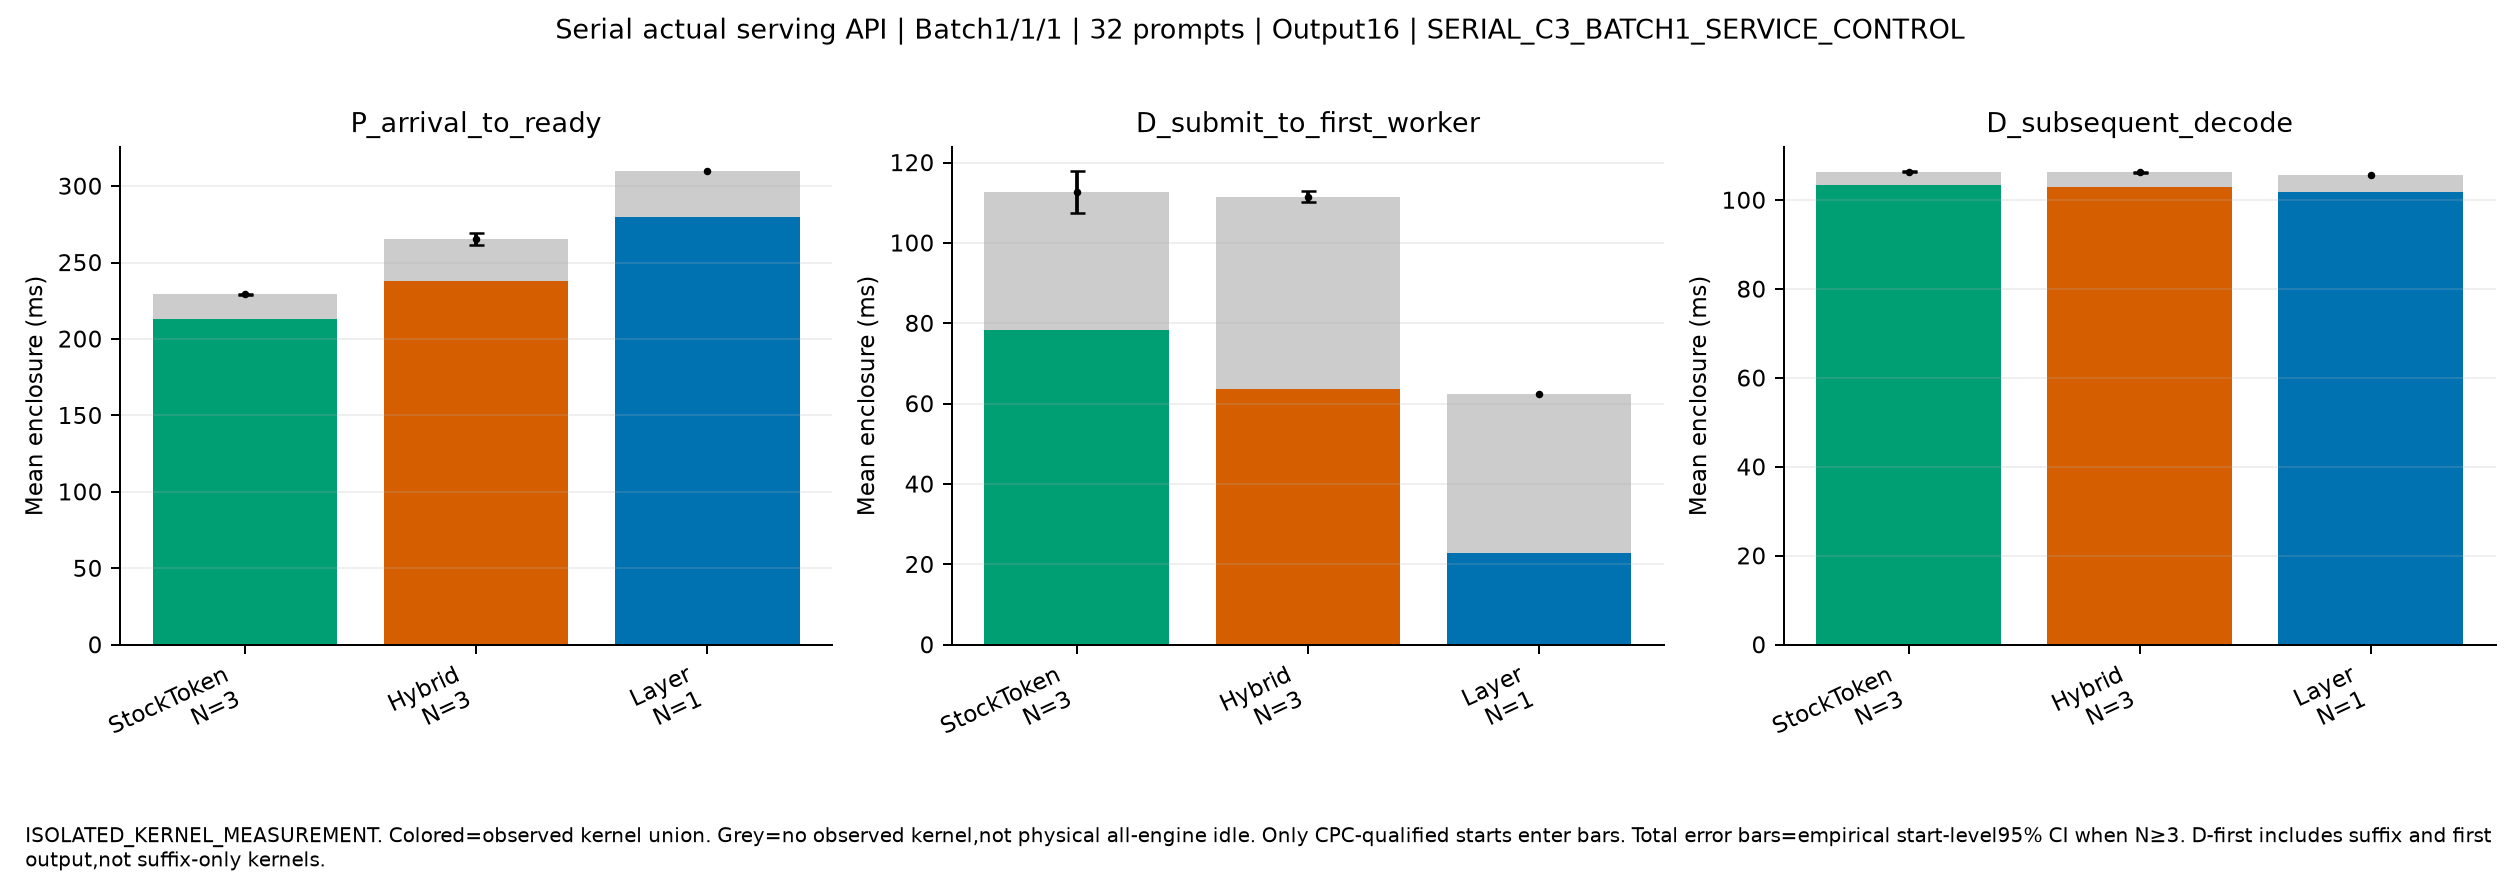 Serial actual serving API | Batch1/1/1 | 32 prompts | Output16 | SERIAL_C3_BATCH1_SERVICE_CONTROL
P_arrival_to_ready
Mean enclosure (ms)
300
250
200
150
100
50
0
StockToken
N=3
Hybrid
N=3
Layer
N=1
D_submit_to_first_worker
Mean enclosure (ms)
120
100
80
60
40
20
0
StockToken
N=3
Hybrid
N=3
Layer
N=1
D_subsequent_decode
Mean enclosure (ms)
100
80
60
40
20
0
StockToken
N=3
Hybrid
N=3
Layer
N=1
ISOLATED_KERNEL_MEASUREMENT. Colored=observed kernel union. Grey=no observed kernel,not physical all-engine idle. Only CPC-qualified starts enter bars. Total error bars=empirical start-level95% CI when N≥3. D-first includes suffix and first
output,not suffix-only kernels.